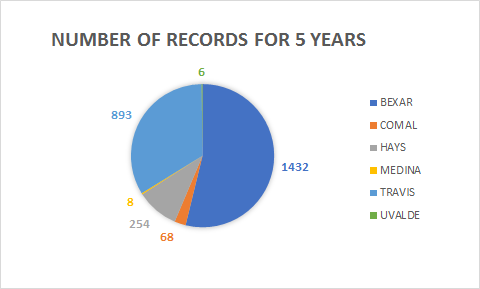 NUMBER OF RECORDS FOR 5 YEARS
6
893
1432
8
254
68
BEXAR
COMAL
HAYS
MEDINA
TRAVIS
UVALDE